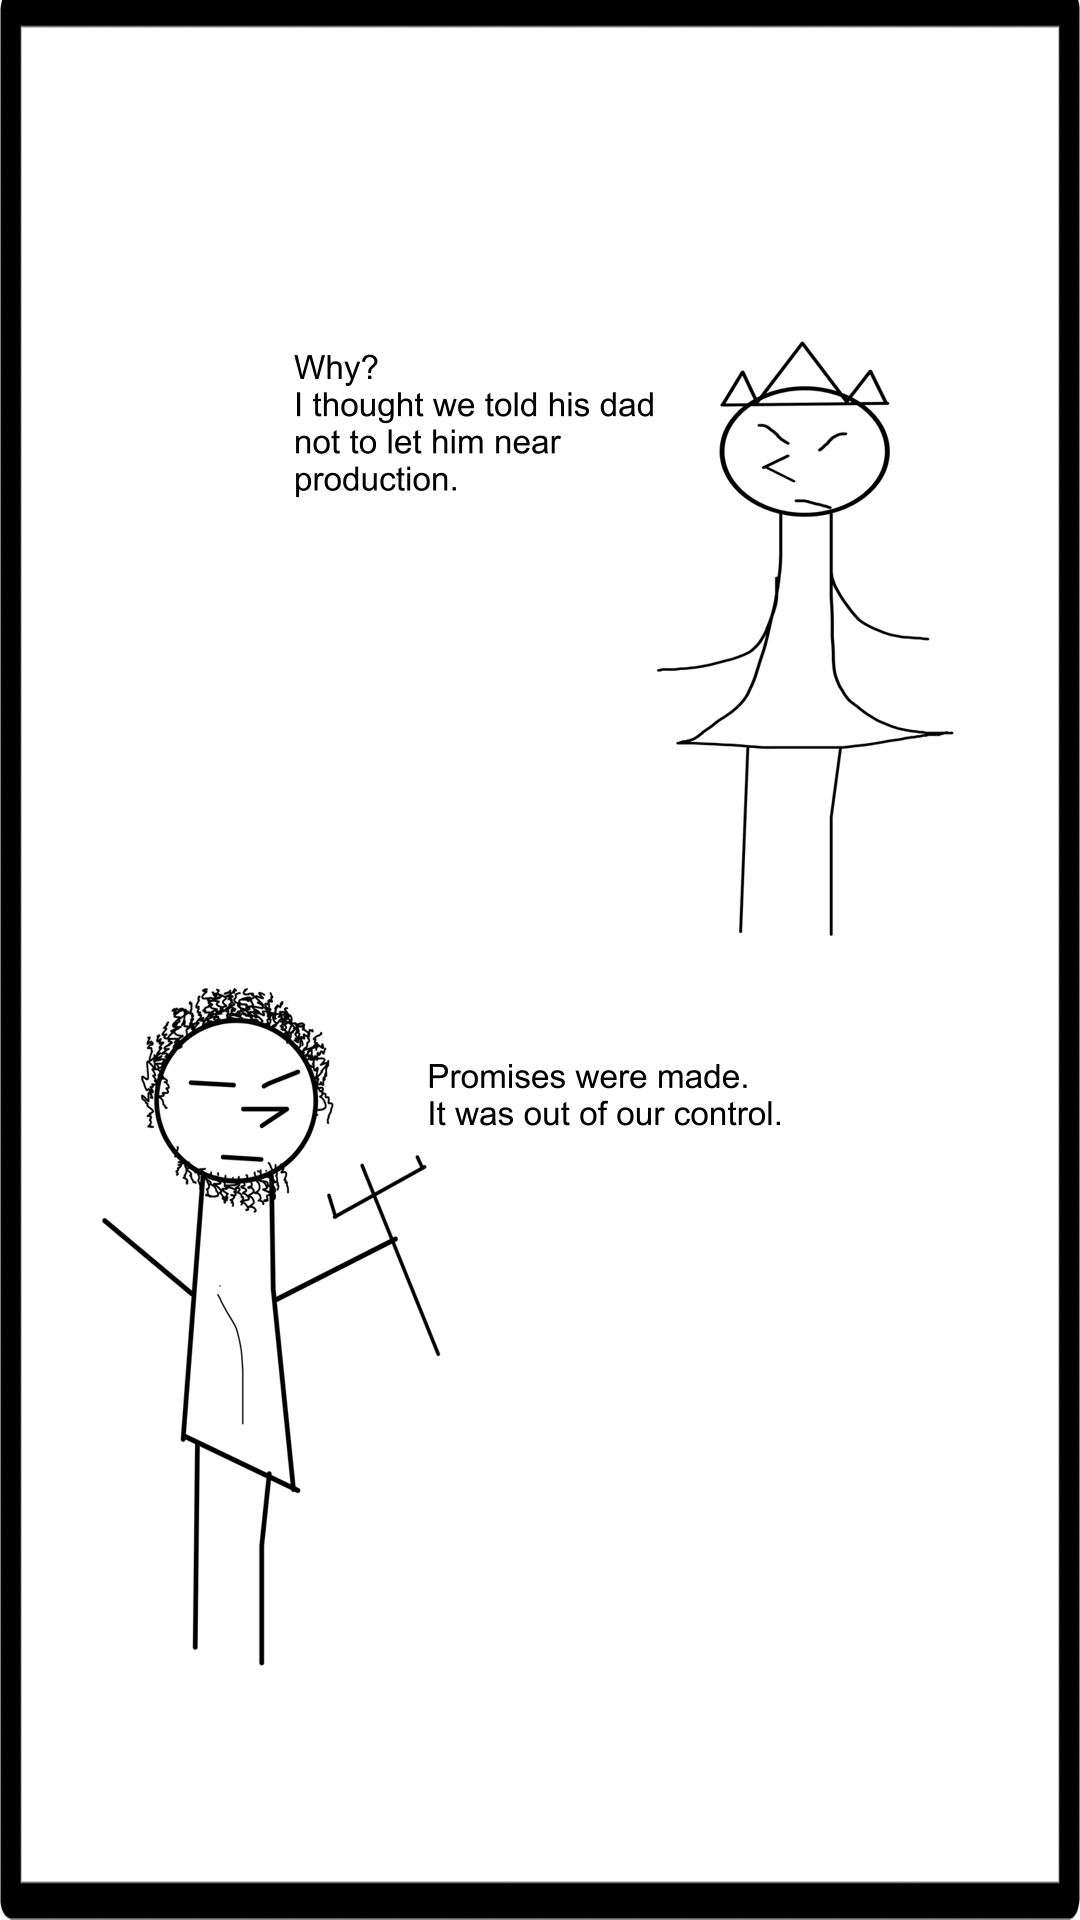 Why?
I thought we told his dad
not to let him near
production.
Promises were made.
It was out of our control.